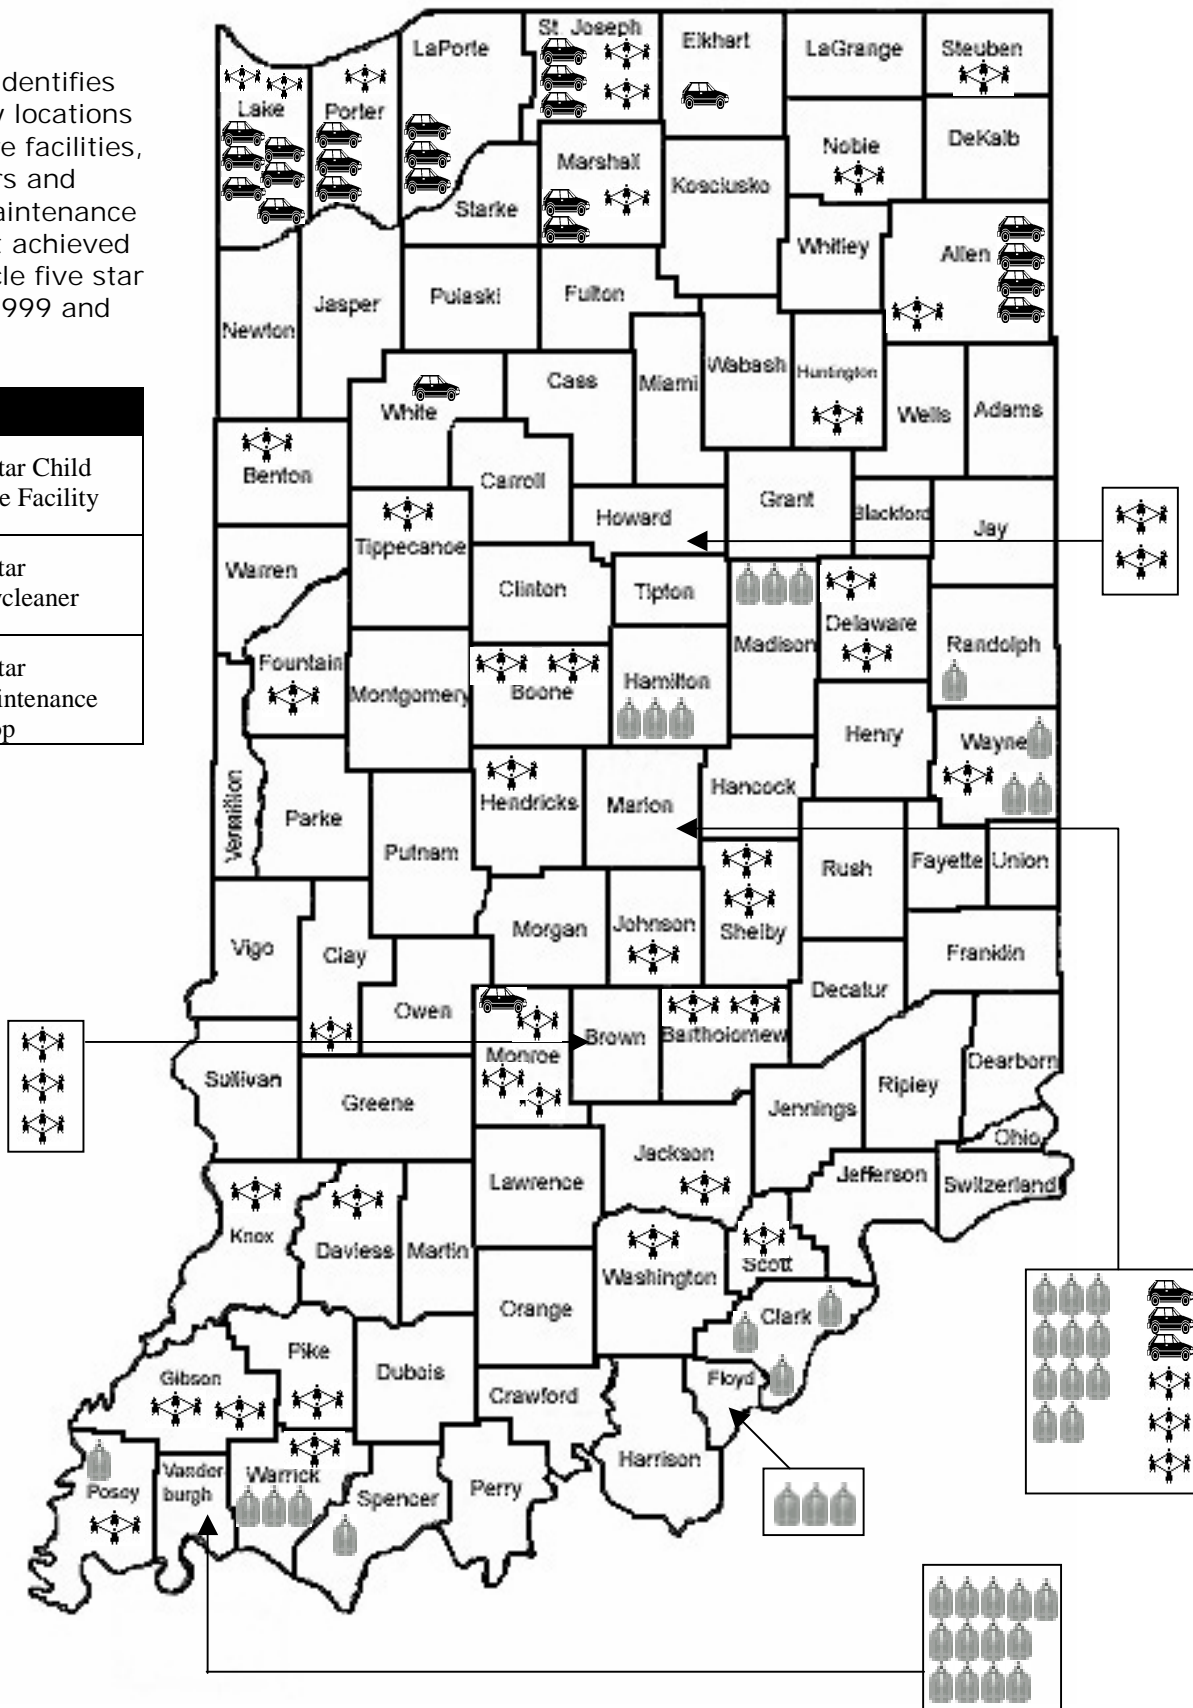 dentifies
locations
e facilities,
rs and
aintenance
t achieved
cle five star
999 and
tar Child
e Facility
tar
ycleaner
tar
intenance
op
LaPorte
St. Joseph
Elkhart
LaGrange
Steuben
Lake
Porter
Noble
DeKalb
Marshall
Kosciusko
Starke
Whitley
Allen
Newton
Jasper
Pulaski
Fulton
White
Cass
Miami
Wabash
Huntington
Wells
Adams
Benton
Carroll
Grant
Howard
Blackford
Jay
Tippecanoe
Warren
Clinton
Tipton
Madison
Delaware
Randolph
Fountain
Montgomery
Boone
Hamilton
Henry
Wayne
Vermillion
Parke
Putnam
Hendricks
Marion
Hancock
Rush
Fayette
Union
Vigo
Clay
Morgan
Johnson
Shelby
Franklin
Owen
Decatur
Monroe
Brown
Bartholomew
Dearborn
Sullivan
Greene
Jennings
Ripley
Ohio
Lawrence
Jackson
Jefferson
Switzerland
Knox
Daviess
Martin
Washington
Scott
Orange
Clark
Pike
Gibson
Dubois
Crawford
Floyd
Harrison
Posey
Vander
burgh
Warrick
Spencer
Perry